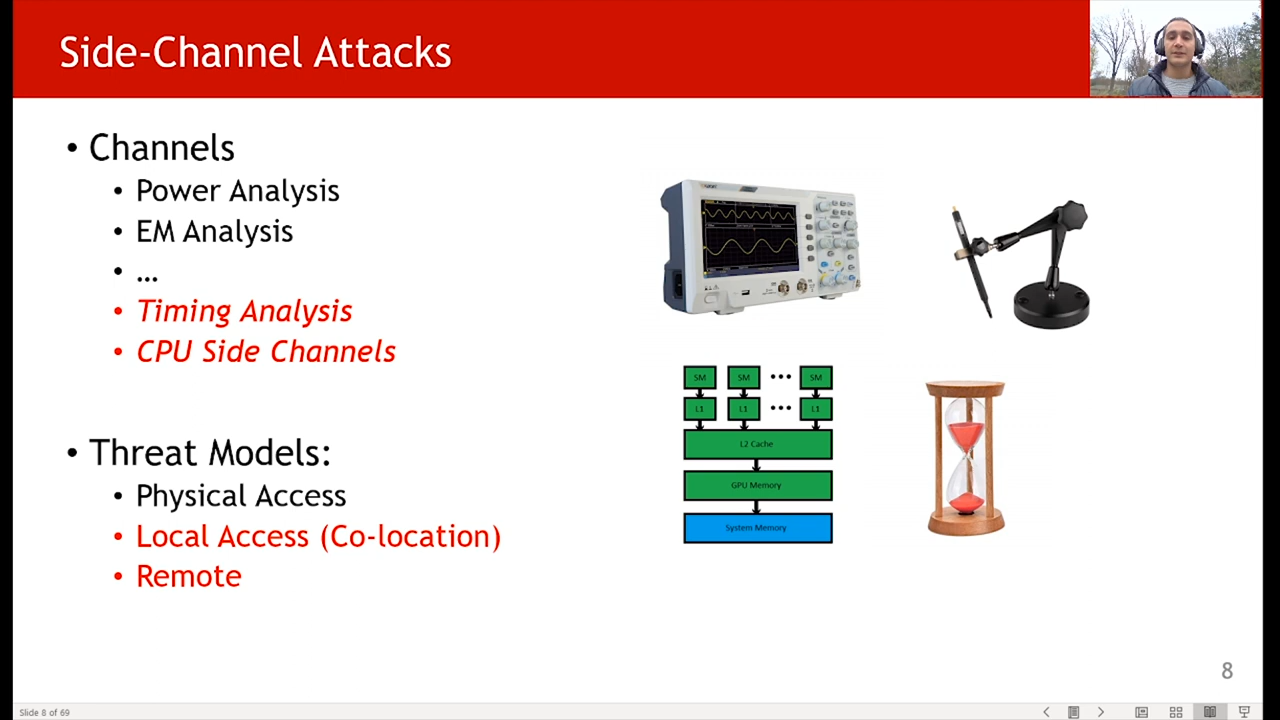 Side-Channel Attacks
• Channels
• Power Analysis
• EM Analysis
• ...
• Timing Analysis
• CPU Side Channels
• Threat Models:
• Physical Access
• Local Access (Co-location)
• Remote
SM SM ••• SM
L1 L1 ••• L1
L2 Cache
GPU Memory
System Memory
8
Slide 8 of 69